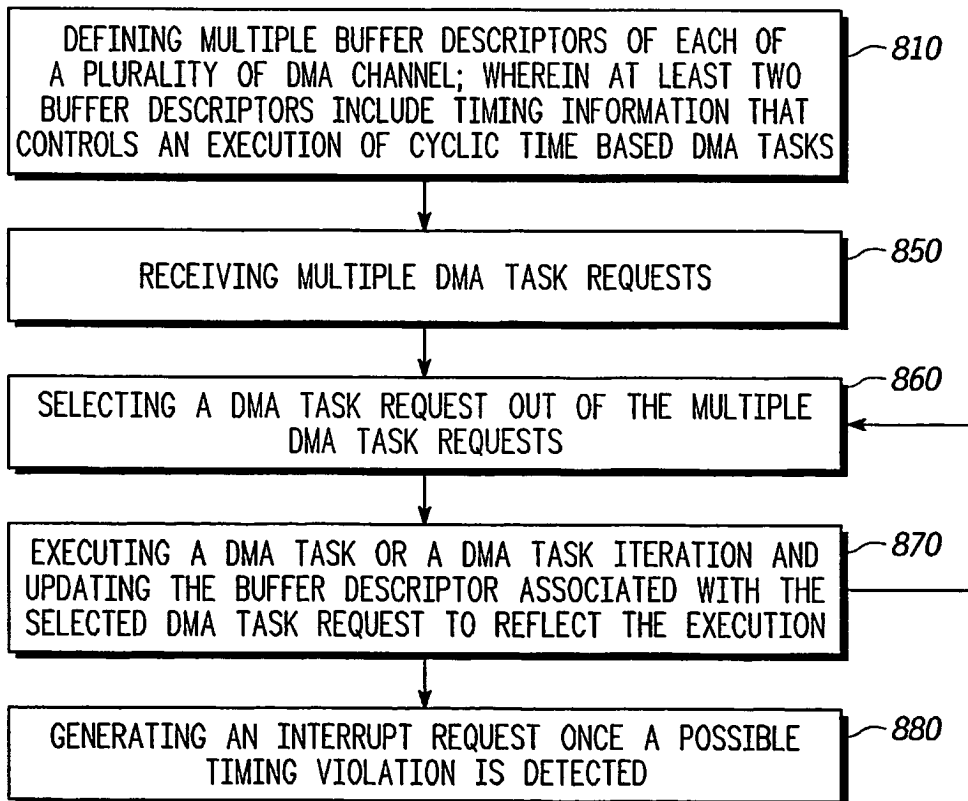 DEFINING MULTIPLE BUFFER DESCRIPTORS OF EACH OF
A PLURALITY OF DMA CHANNEL; WHEREIN AT LEAST TWO
BUFFER DESCRIPTORS INCLUDE TIMING INFORMATION THAT
CONTROLS AN EXECUTION OF CYCLIC TIME BASED DMA TASKS
810
RECEIVING MULTIPLE DMA TASK REQUESTS
850
SELECTING A DMA TASK REQUEST OUT OF THE MULTIPLE
DMA TASK REQUESTS
860
EXECUTING A DMA TASK OR A DMA TASK ITERATION AND
UPDATING THE BUFFER DESCRIPTOR ASSOCIATED WITH THE
SELECTED DMA TASK REQUEST TO REFLECT THE EXECUTION
870
GENERATING AN INTERRUPT REQUEST ONCE A POSSIBLE
TIMING VIOLATION IS DETECTED
880